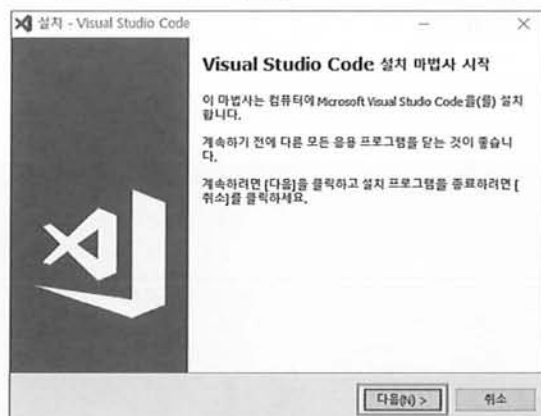 설치 - Visual Studio Code
Visual Studio Code 설치 마법사 시작
이 마법사는 컴퓨터에 Microsoft Visual Studio Code을(를) 설치
합니다.
계속하기 전에 다른 모든 응용 프로그램을 닫는 것이 좋습니
다.
계속하려면 [다음]을 클릭하고 설치 프로그램을 종료하려면 [
취소]를 클릭하세요.
다음(N) >
취소